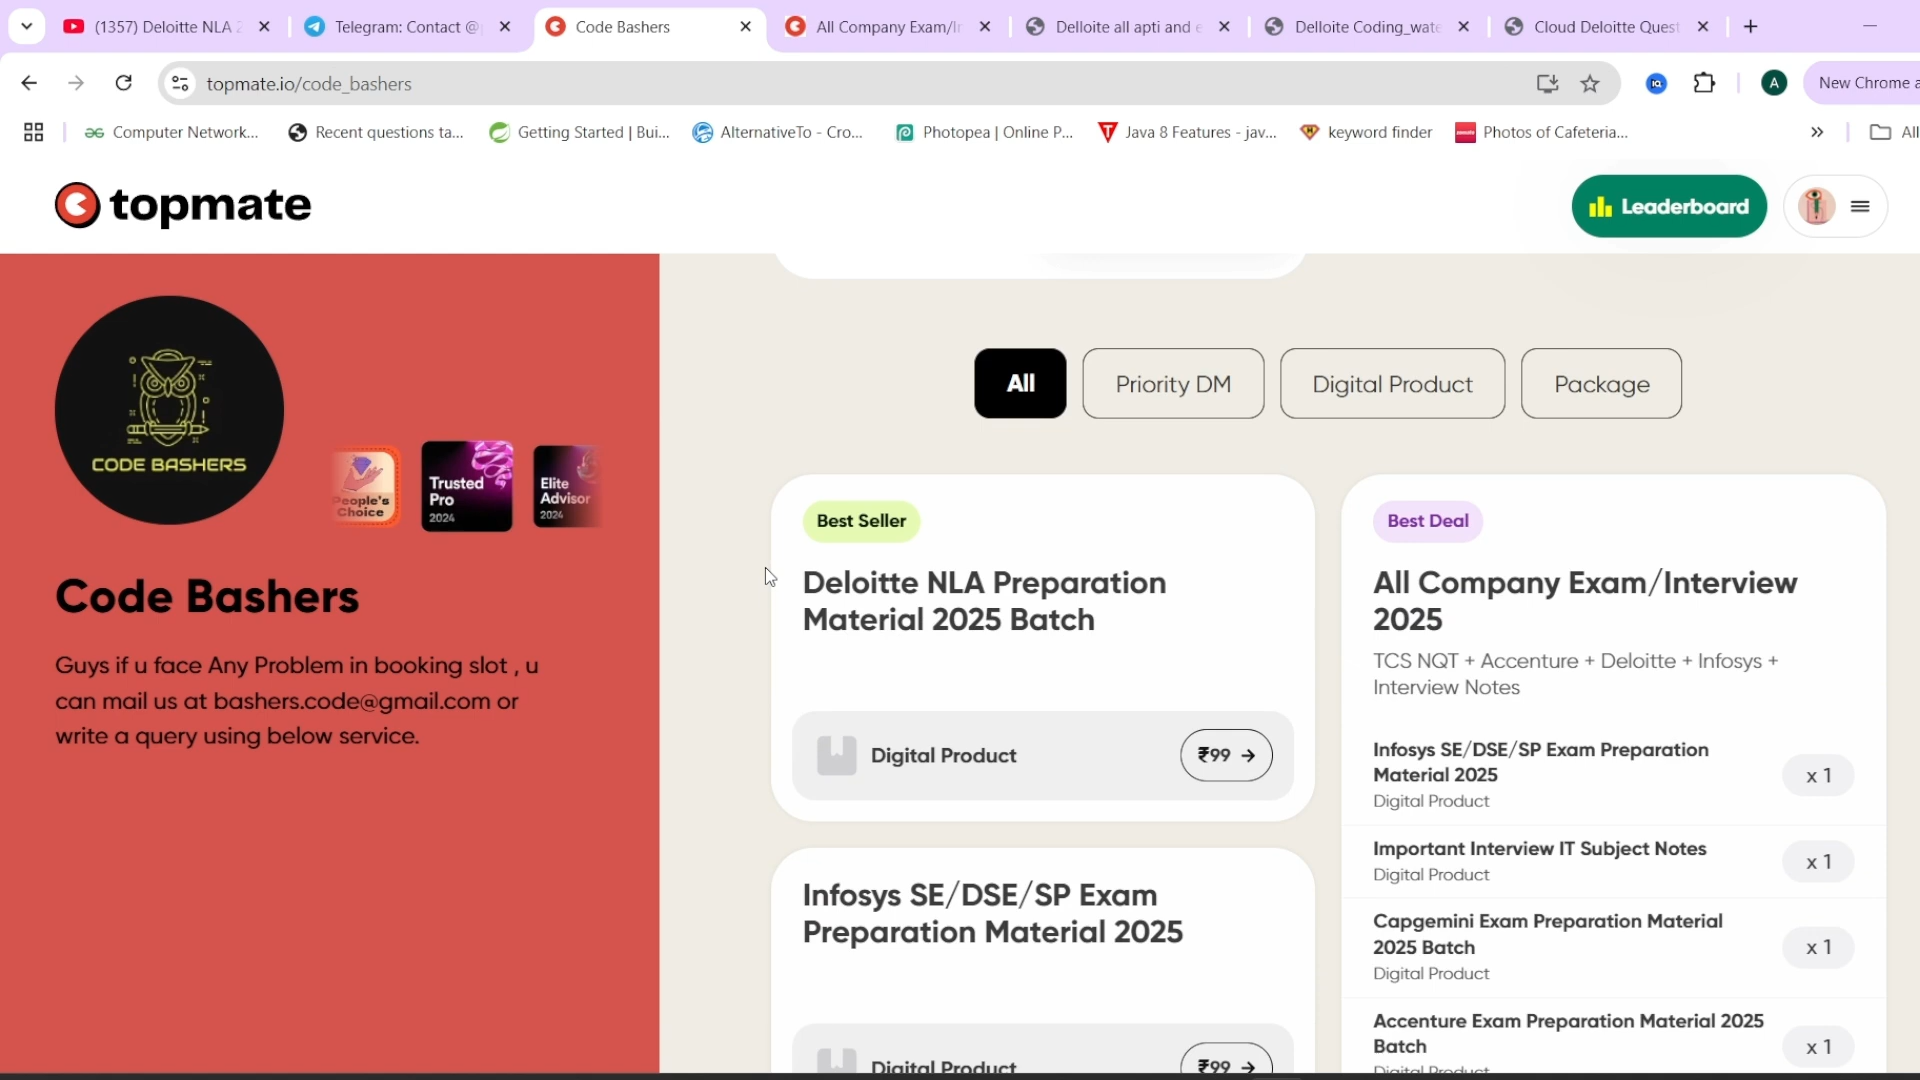 (1357) Deloitte NLA 2
Telegram: Contact @
Code Bashers
All Company Exam/In
Delloite all apti and e
Delloite Coding_wate
Cloud Deloitte Quest
topmate.io/code_bashers
A
New Chrome a
Computer Network...
Recent questions ta...
Getting Started | Bui...
AlternativeTo - Cro...
Photopea | Online P...
Java 8 Features - jav...
keyword finder
Photos of Cafeteria...
All
topmate
Leaderboard
CODE BASHERS
People's
Choice
Trusted
Pro
2024
Elite
Advisor
2024
Code Bashers
Guys if u face Any Problem in booking slot , u
can mail us at bashers.code@gmail.com or
write a query using below service.
All
Priority DM
Digital Product
Package
Best Seller
Deloitte NLA Preparation
Material 2025 Batch
Digital Product
₹99 →
Infosys SE/DSE/SP Exam
Preparation Material 2025
Digital Product
₹99 →
Best Deal
All Company Exam/Interview
2025
TCS NQT + Accenture + Deloitte + Infosys +
Interview Notes
Infosys SE/DSE/SP Exam Preparation
Material 2025
Digital Product
x 1
Important Interview IT Subject Notes
Digital Product
x 1
Capgemini Exam Preparation Material
2025 Batch
Digital Product
x 1
Accenture Exam Preparation Material 2025
Batch
Digital Product
x 1